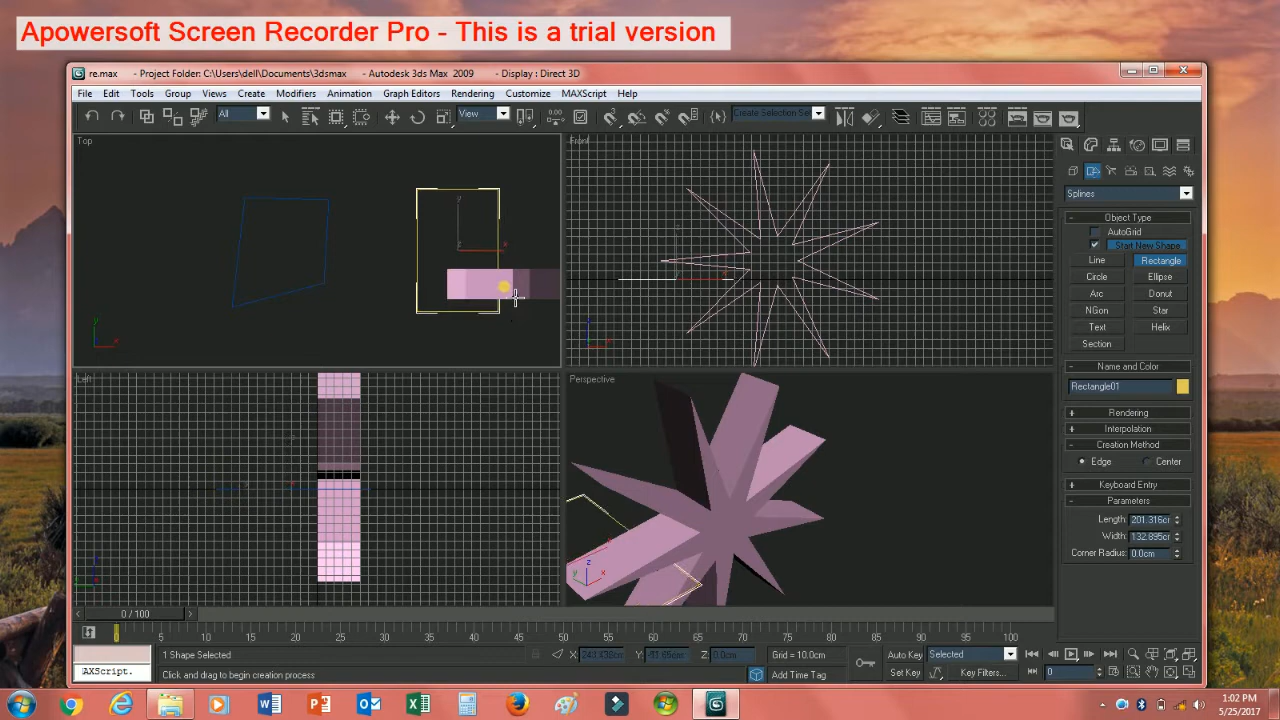 Apowersoft Screen Recorder Pro - This is a trial version
re.max - Project Folder: C:\Users\dell\Documents\3dsmax - Autodesk 3ds Max 2009 - Display : Direct 3D
File Edit Tools Group Views Create Modifiers Animation Graph Editors Rendering Customize MAXScript Help
All View Create Selection Se
Top Front
Left Perspective
Splines
Object Type
AutoGrid
Start New Shape
Line Rectangle
Circle Ellipse
Arc Donut
NGon Star
Text Helix
Section
Name and Color
Rectangle01
Rendering
Interpolation
Creation Method
Edge Center
Keyboard Entry
Parameters
Length: 201.316cr
Width: 132.895cr
Corner Radius: 0.0cm
0 / 100
0 5 10 15 20 25 30 35 40 45 50 55 60 65 70 75 80 85 90 95 100
1 Shape Selected X: Y: Z: 0.0cm Grid = 10.0cm Auto Key Selected
AXScript. Click and drag to begin creation process Add Time Tag Set Key Key Filters... 0
1:02 PM
5/25/2017